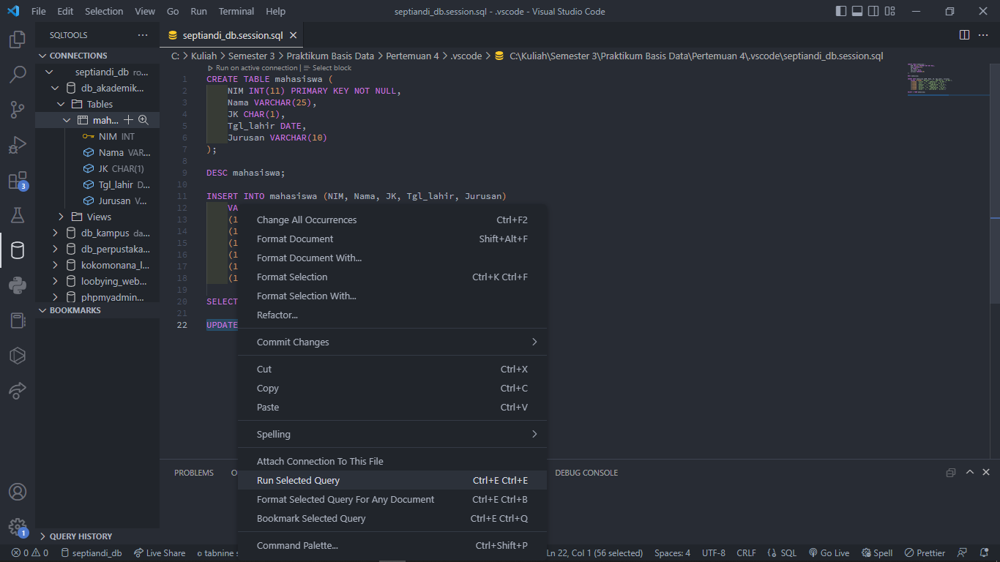 File Edit Selection View Go Run Terminal Help
septiandi_db.session.sql - .vscode - Visual Studio Code
SQLTOOLS
septiandi_db.session.sql
CONNECTIONS
septiandi_db ro...
db_akademik...
Tables
mah...
NIM INT
Nama VAR...
JK CHAR(1)
Tgl_lahir D...
Jurusan V...
Views
db_kampus da...
db_perpustaka...
kokomonana_l...
loobying_web...
phpmyadmin...
BOOKMARKS
QUERY HISTORY
3
1
C: > Kuliah > Semester 3 > Praktikum Basis Data > Pertemuan 4 > .vscode > C:\Kuliah\Semester 3\Praktikum Basis Data\Pertemuan 4\.vscode\septiandi_db.session.sql
Run on active connection | Select block
1 CREATE TABLE mahasiswa (
2 NIM INT(11) PRIMARY KEY NOT NULL,
3 Nama VARCHAR(25),
4 JK CHAR(1),
5 Tgl_lahir DATE,
6 Jurusan VARCHAR(10)
7 );
8
9 DESC mahasiswa;
10
11 INSERT INTO mahasiswa (NIM, Nama, JK, Tgl_lahir, Jurusan)
12 VA
13 (1
14 (1
15 (1
16 (1
17 (1
18 (1
19
20 SELECT
21
22 UPDATE
Change All Occurrences Ctrl+F2
Format Document Shift+Alt+F
Format Document With...
Format Selection Ctrl+K Ctrl+F
Format Selection With...
Refactor...
Commit Changes
Cut Ctrl+X
Copy Ctrl+C
Paste Ctrl+V
Spelling
Attach Connection To This File
Run Selected Query Ctrl+E Ctrl+E
Format Selected Query For Any Document Ctrl+E Ctrl+B
Bookmark Selected Query Ctrl+E Ctrl+Q
Command Palette... Ctrl+Shift+P
PROBLEMS O DEBUG CONSOLE
0 0 septiandi_db Live Share tabnine s Ln 22, Col 1 (56 selected) Spaces: 4 UTF-8 CRLF SQL Go Live Spell Prettier